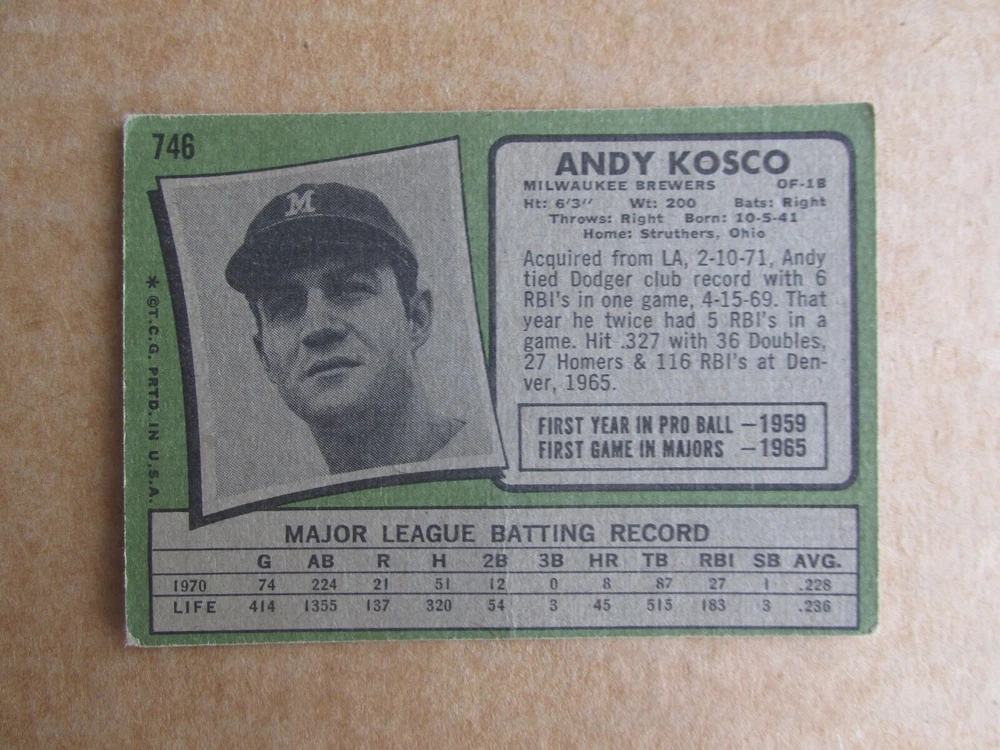 746
M
ANDY KOSCO
MILWAUKEE BREWERS OF-1B
Ht: 6'3" Wt: 200 Bats: Right
Throws: Right Born: 10-5-41
Home: Struthers, Ohio
Acquired from LA, 2-10-71, Andy
tied Dodger club record with 6
RBI's in one game, 4-15-69. That
year he twice had 5 RBI's in a
game. Hit .327 with 36 Doubles,
27 Homers & 116 RBI's at Den-
ver, 1965.
FIRST YEAR IN PRO BALL —1959
FIRST GAME IN MAJORS —1965
* ©T.C.G. PRTD. IN U.S.A.
MAJOR LEAGUE BATTING RECORD
G AB R H 2B 3B HR TB RBI SB AVG.
1970 74 224 21 51 12 0 8 87 27 1 .228
LIFE 414 1355 137 320 54 3 45 515 183 3 .236